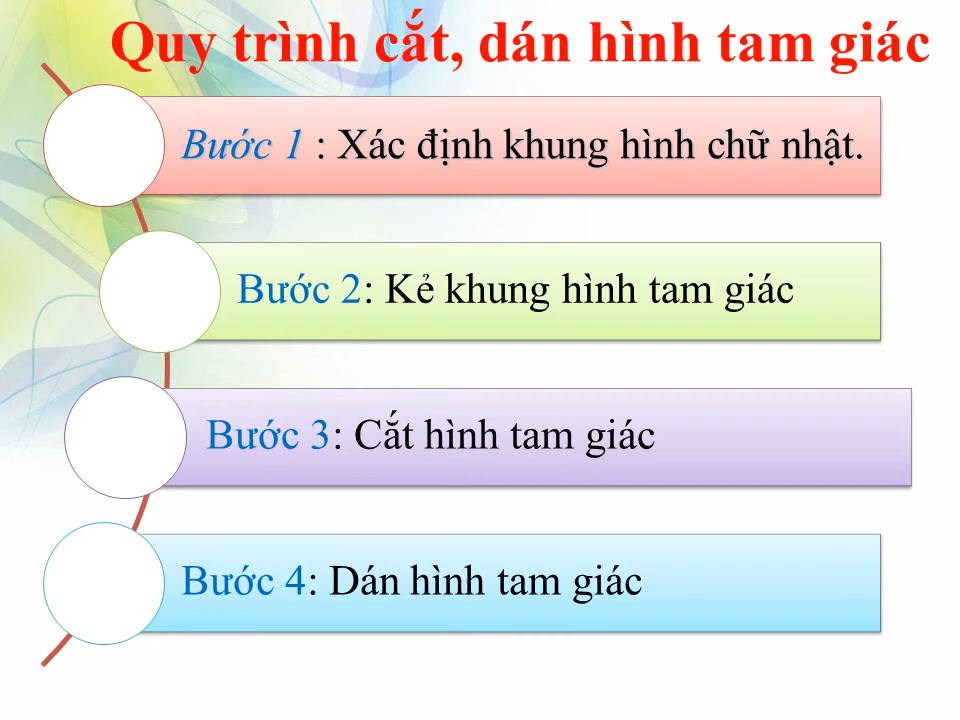 Quy trình cắt, dán hình tam giác
Bước 1 : Xác định khung hình chữ nhật.
Bước 2: Kẻ khung hình tam giác
Bước 3: Cắt hình tam giác
Bước 4: Dán hình tam giác